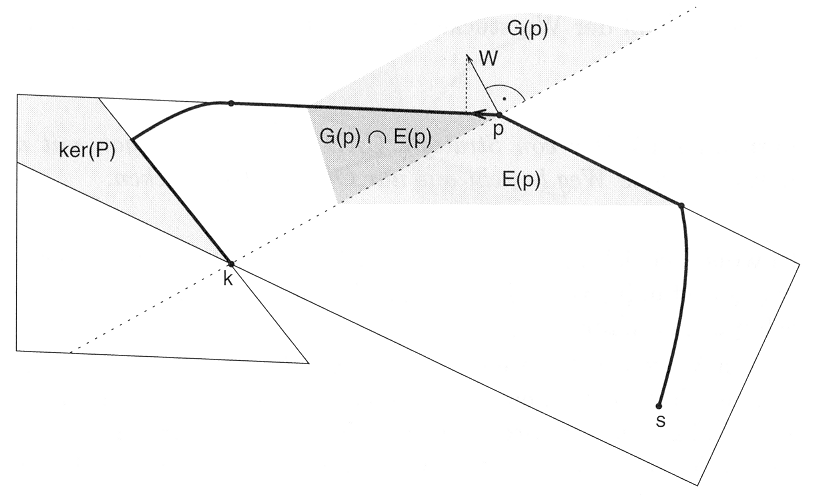 G(p)
W
p
G(p) ∩ E(p)
ker(P)
E(p)
k
s